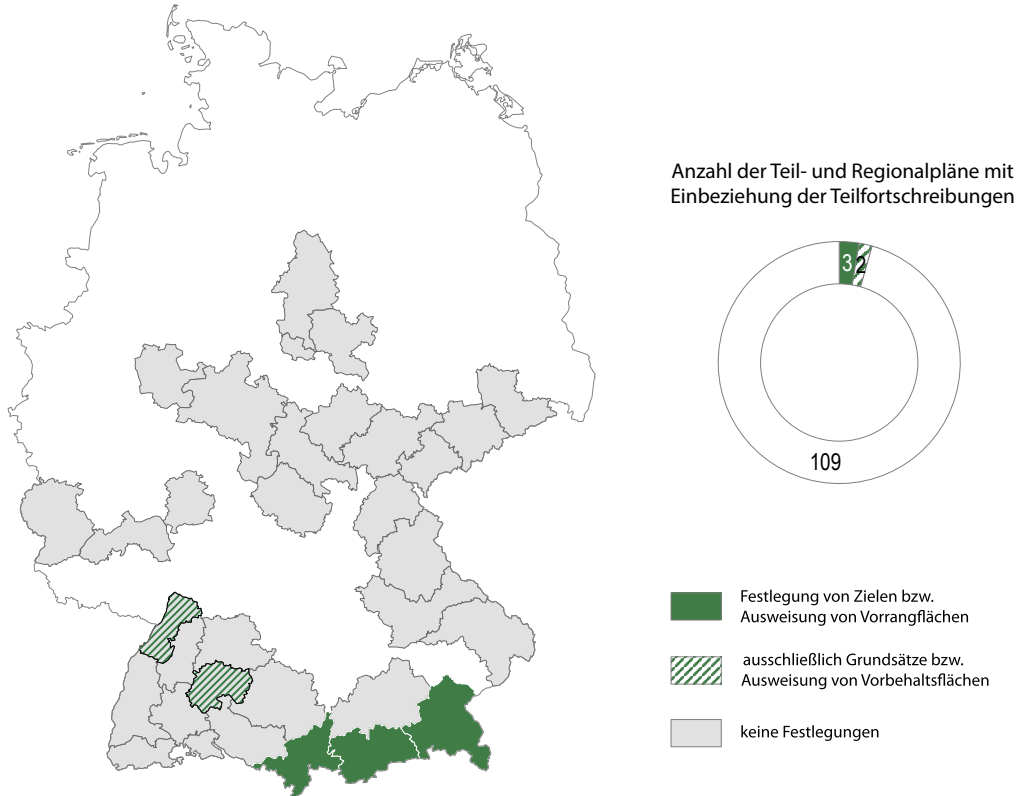 Anzahl der Teil- und Regionalpläne mit
Einbeziehung der Teilfortschreibungen
3
2
109
Festlegung von Zielen bzw.
Ausweisung von Vorrangflächen
ausschließlich Grundsätze bzw.
Ausweisung von Vorbehaltsflächen
keine Festlegungen